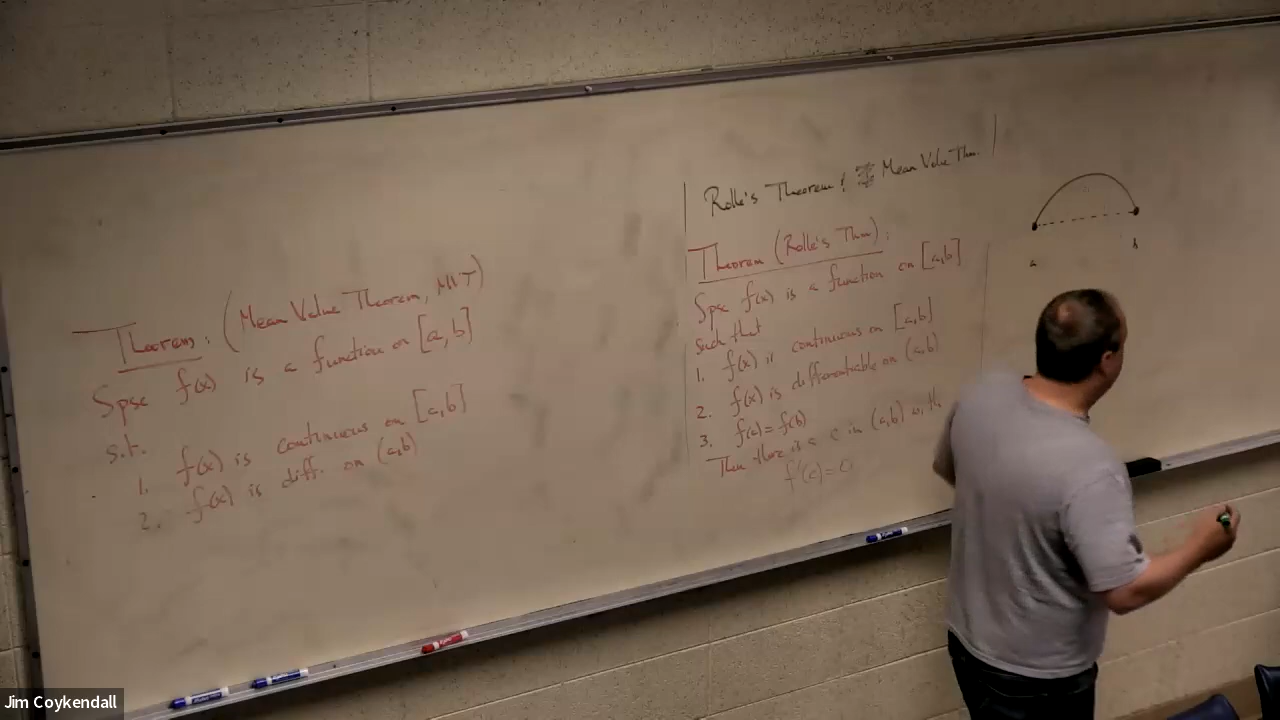 Theorem: (Mean Value Theorem, MVT)
Spse f(x) is a function on [a,b]
s.t.
1. f(x) is continuous on [a,b]
2. f(x) is diff. on (a,b)
Rolle's Theorem & Mean Value Thm.
Theorem (Rolle's Thm):
Spse f(x) is a function on [a,b]
such that
1. f(x) is continuous on [a,b]
2. f(x) is differentiable on (a,b)
3. f(a) = f(b)
Then there is a c in (a,b) with
f'(c) = 0
a
b
Jim Coykendall